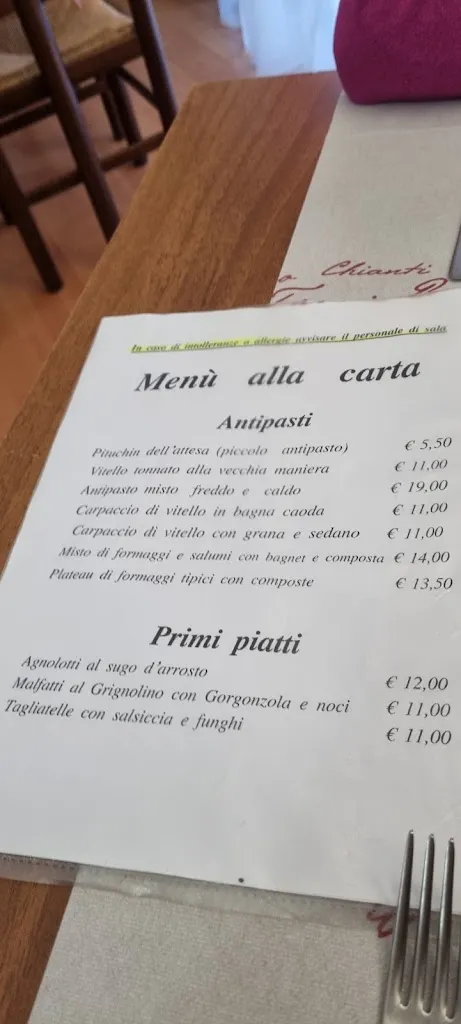 Chianti
In caso di intolleranze o allergie avvisare il personale di sala
Menù alla carta
Antipasti
Pituchin dell'attesa (piccolo antipasto) € 5,50
Vitello tonnato alla vecchia maniera € 11,00
Antipasto misto freddo e caldo € 19,00
Carpaccio di vitello in bagna caoda € 11,00
Carpaccio di vitello con grana e sedano € 11,00
Misto di formaggi e salumi con bagnet e composta € 14,00
Plateau di formaggi tipici con composte € 13,50
Primi piatti
Agnolotti al sugo d'arrosto € 12,00
Malfatti al Grignolino con Gorgonzola e noci € 11,00
Tagliatelle con salsiccia e funghi € 11,00